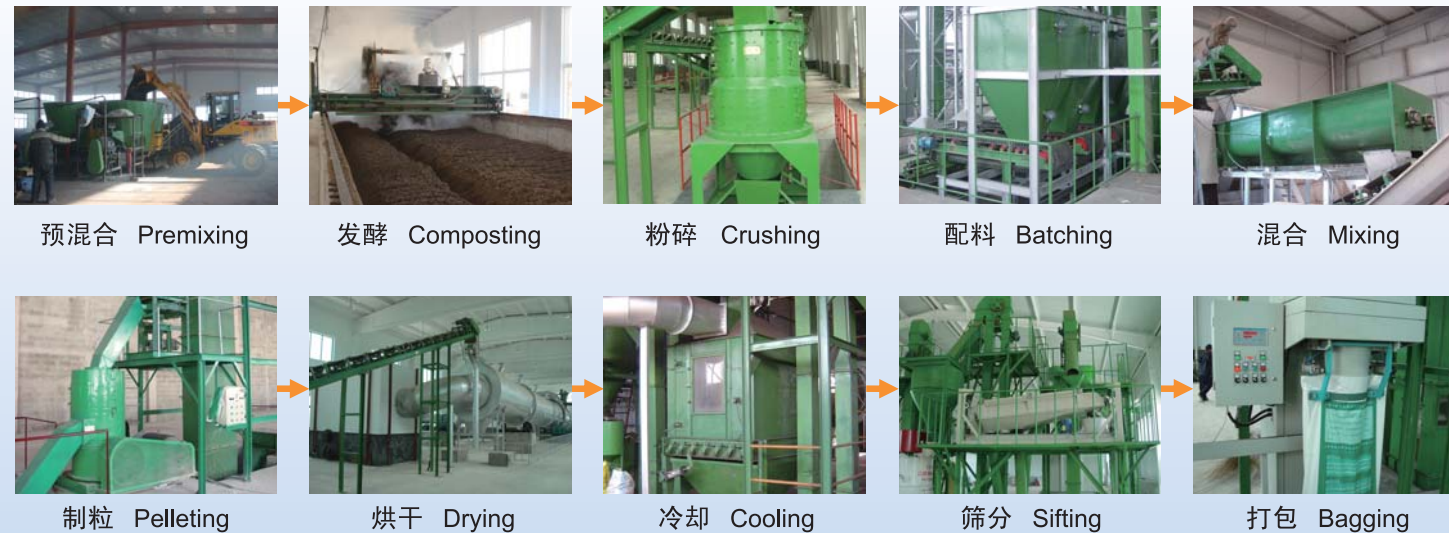 预混合 Premixing
发酵 Composting
粉碎 Crushing
配料 Batching
混合 Mixing
制粒 Pelleting
烘干 Drying
冷却 Cooling
筛分 Sifting
打包 Bagging